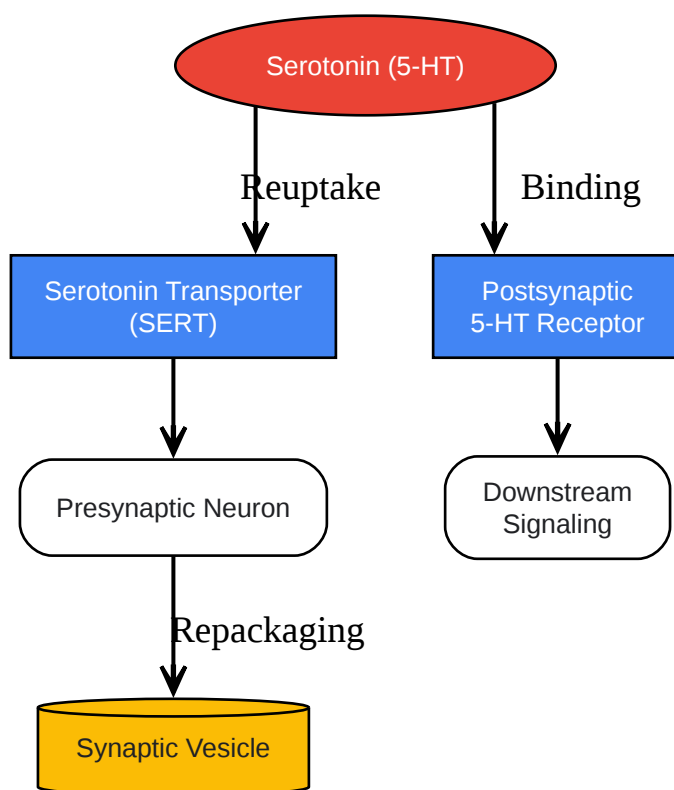 Serotonin (5-HT)
Reuptake
Binding
Serotonin Transporter
(SERT)
Postsynaptic
5-HT Receptor
Presynaptic Neuron
Downstream
Signaling
Repackaging
Synaptic Vesicle